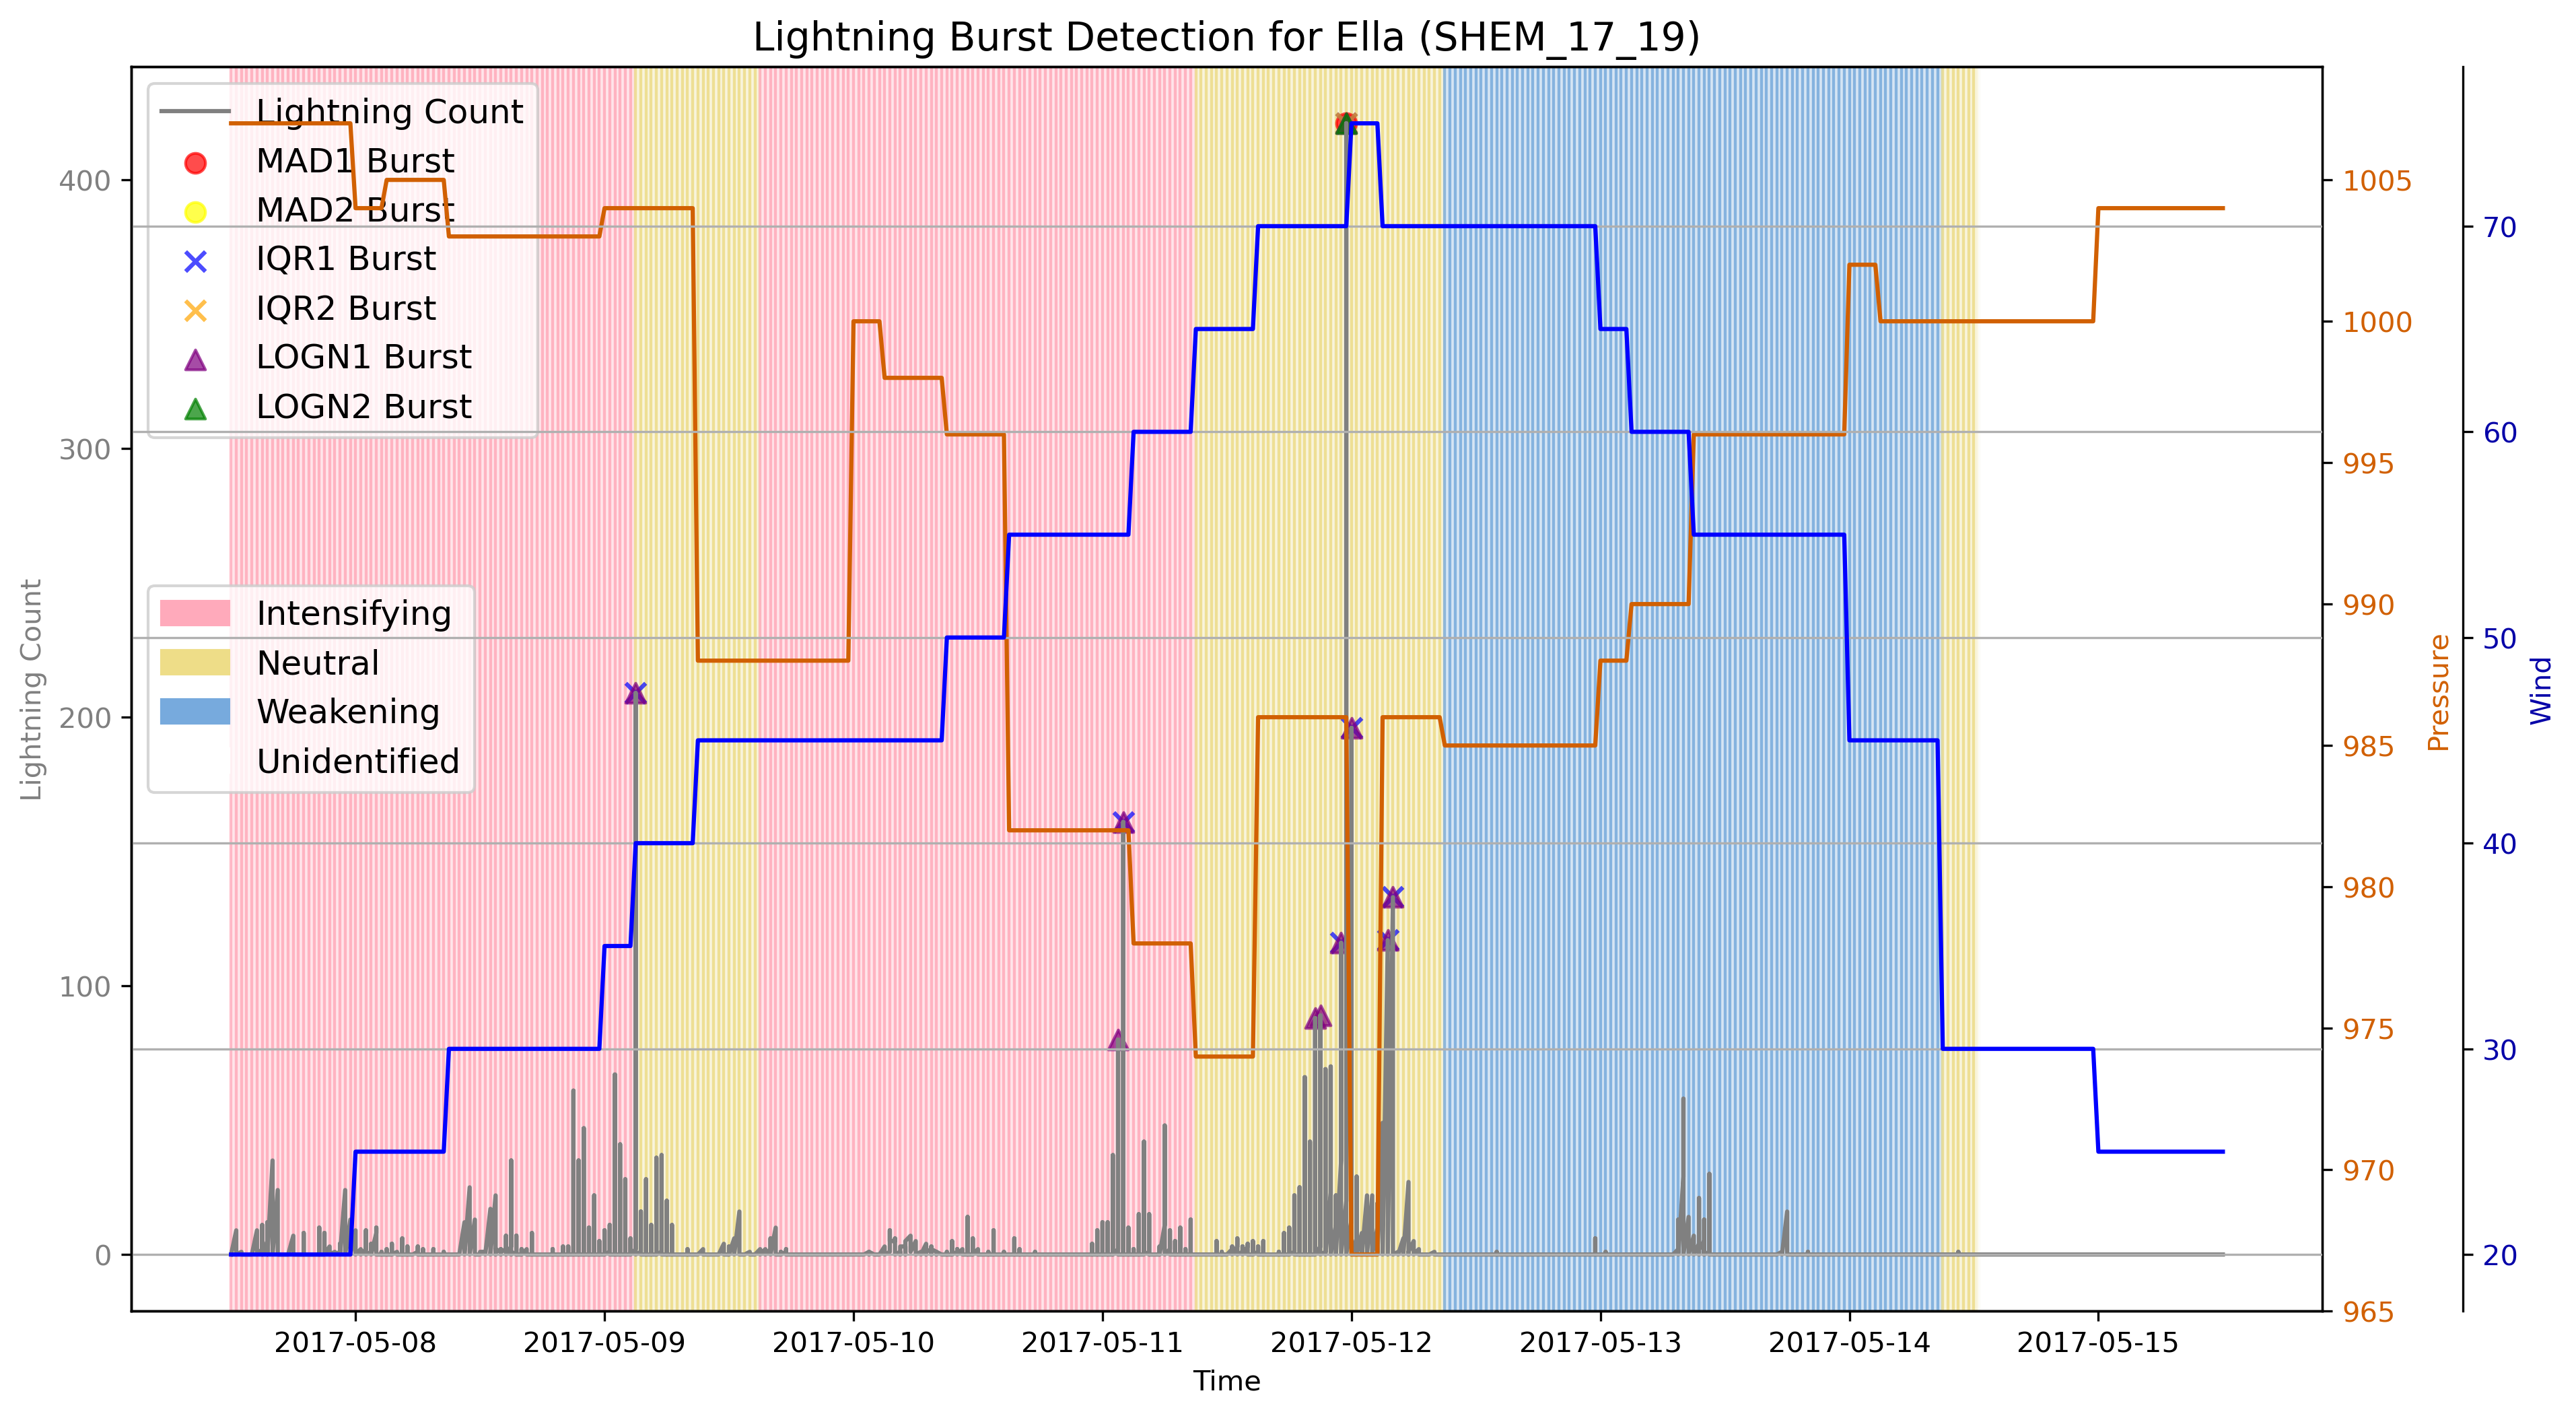 Lightning Burst Detection for Ella (SHEM_17_19)
Lightning Count
MAD1 Burst
MAD2 Burst
IQR1 Burst
IQR2 Burst
LOGN1 Burst
LOGN2 Burst
Intensifying
Neutral
Weakening
Unidentified
Lightning Count
400
300
200
100
0
1005
1000
995
990
985
980
975
970
965
Pressure
70
60
50
40
30
20
Wind
2017-05-08
2017-05-09
2017-05-10
2017-05-11
2017-05-12
2017-05-13
2017-05-14
2017-05-15
Time